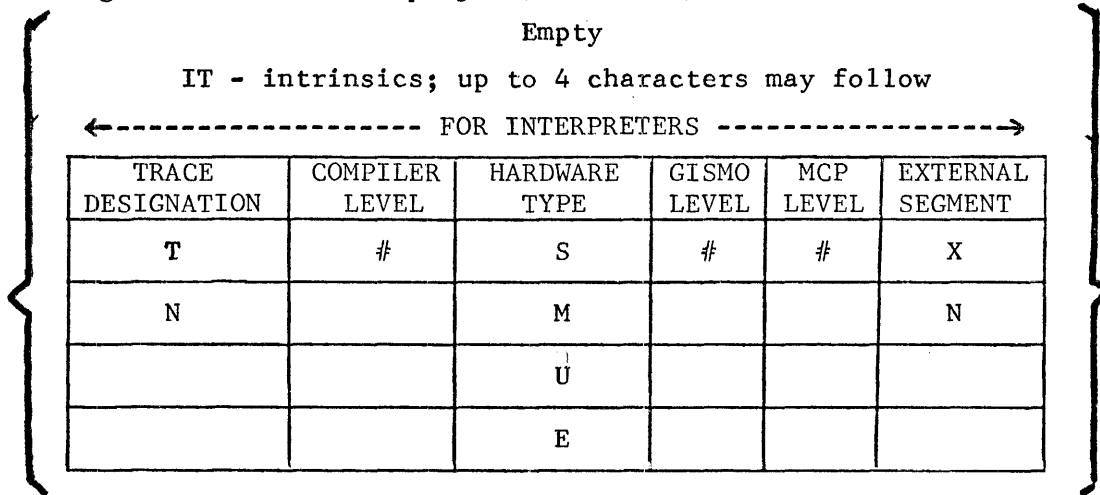 Empty
IT - intrinsics; up to 4 characters may follow
FOR INTERPRETERS
TRACE DESIGNATION COMPILER LEVEL HARDWARE TYPE GISMO LEVEL MCP LEVEL EXTERNAL SEGMENT
T # S # # X
N M N
U
E